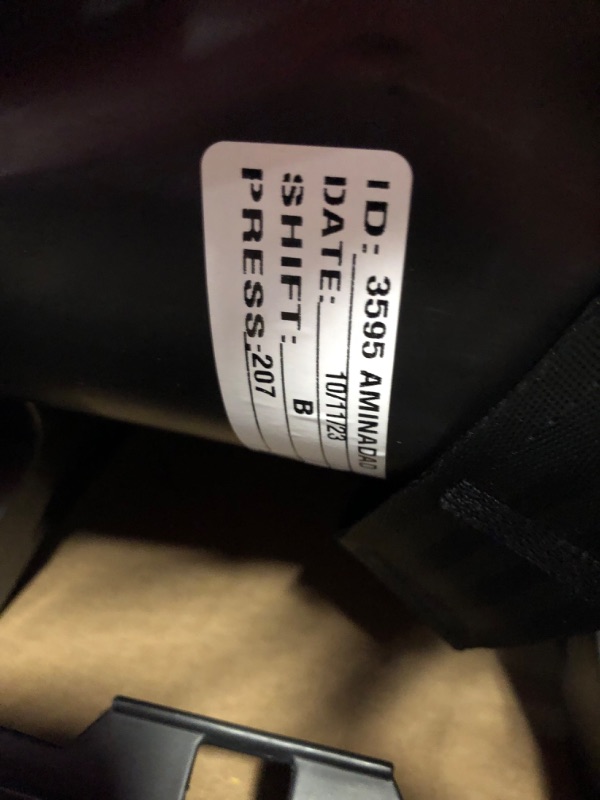 ID: 3595 AMINADAO
DATE: 10/11/23
SHIFT: B
PRESS: 207